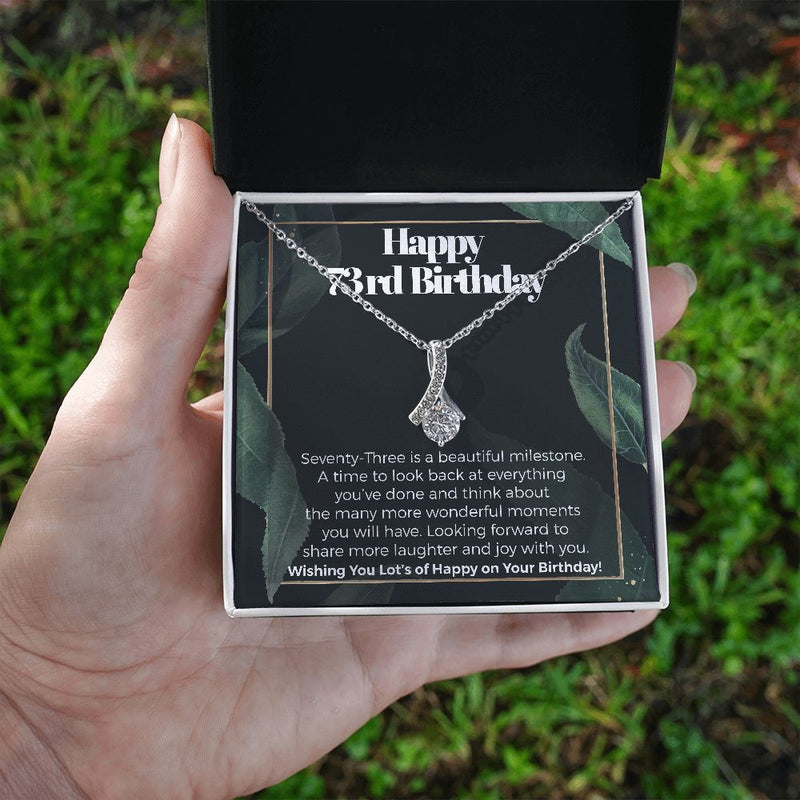 Happy
73rd Birthday
Seventy-Three is a beautiful milestone.
A time to look back at everything
you've done and think about
the many more wonderful moments
you will have. Looking forward to
share more laughter and joy with you.
Wishing You Lot's of Happy on Your Birthday!